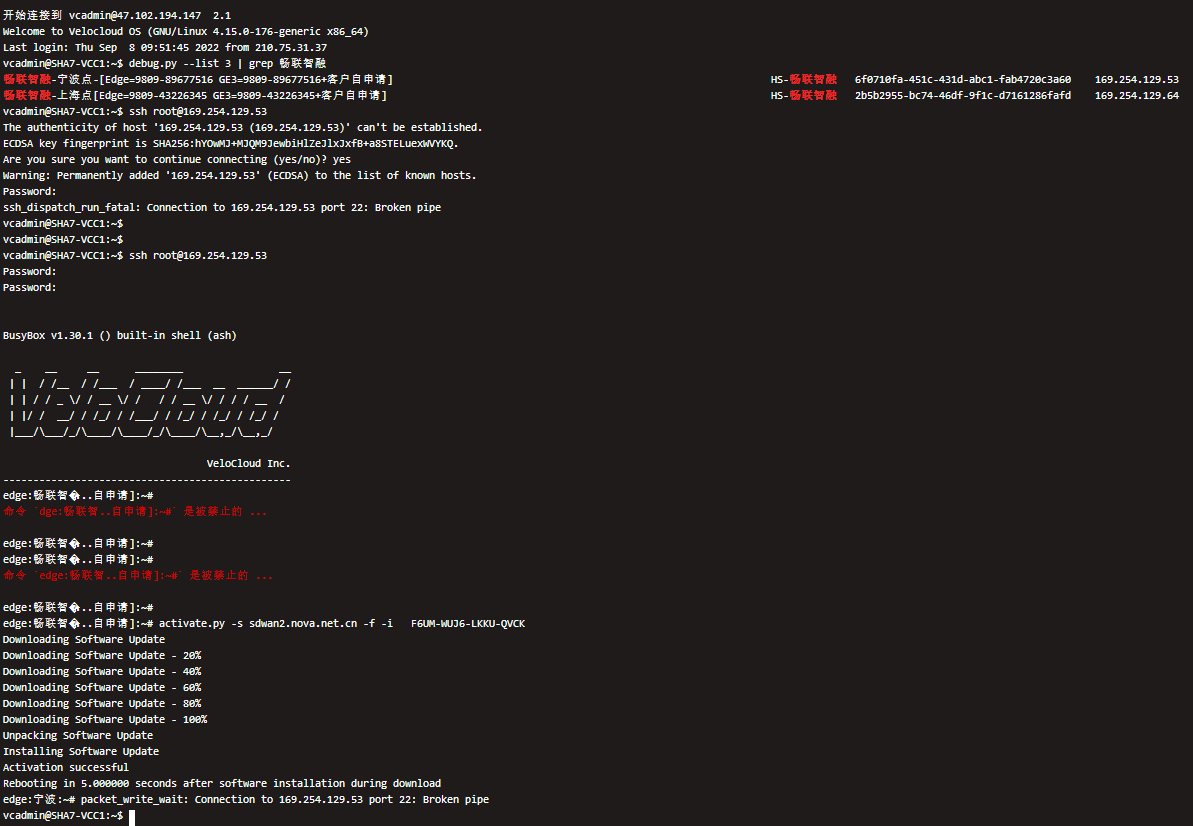 开始连接到 vcadmin@47.102.194.147  2.1
Welcome to Velocloud OS (GNU/Linux 4.15.0-176-generic x86_64)
Last login: Thu Sep  8 09:51:45 2022 from 210.75.31.37
vcadmin@SHA7-VCC1:~$ debug.py --list 3 | grep 畅联智融
畅联智融-宁波点-[Edge=9809-89677516 GE3=9809-89677516+客户自申请] HS-畅联智融 6f0710fa-451c-431d-abc1-fab4720c3a60 169.254.129.53
畅联智融-上海点[Edge=9809-43226345 GE3=9809-43226345+客户自申请] HS-畅联智融 2b5b2955-bc74-46df-9f1c-d7161286fafd 169.254.129.64
vcadmin@SHA7-VCC1:~$ ssh root@169.254.129.53
The authenticity of host '169.254.129.53 (169.254.129.53)' can't be established.
ECDSA key fingerprint is SHA256:hYOwMJ+MJQM9JewbiHlZeJlxJxfB+a8STELuexWVYKQ.
Are you sure you want to continue connecting (yes/no)? yes
Warning: Permanently added '169.254.129.53' (ECDSA) to the list of known hosts.
Password:
ssh_dispatch_run_fatal: Connection to 169.254.129.53 port 22: Broken pipe
vcadmin@SHA7-VCC1:~$
vcadmin@SHA7-VCC1:~$
vcadmin@SHA7-VCC1:~$ ssh root@169.254.129.53
Password:
Password:
BusyBox v1.30.1 () built-in shell (ash)
VeloCloud
VeloCloud Inc.
------------------------------------------------
edge:畅联智�..自申请]:~#
命令 `dge:畅联智..自申请]:~#` 是被禁止的 ...
edge:畅联智�..自申请]:~#
edge:畅联智�..自申请]:~#
命令 `edge:畅联智..自申请]:~#` 是被禁止的 ...
edge:畅联智�..自申请]:~#
edge:畅联智�..自申请]:~# activate.py -s sdwan2.nova.net.cn -f -i   F6UM-WUJ6-LKKU-QVCK
Downloading Software Update
Downloading Software Update - 20%
Downloading Software Update - 40%
Downloading Software Update - 60%
Downloading Software Update - 80%
Downloading Software Update - 100%
Unpacking Software Update
Installing Software Update
Activation successful
Rebooting in 5.000000 seconds after software installation during download
edge:宁波:~# packet_write_wait: Connection to 169.254.129.53 port 22: Broken pipe
vcadmin@SHA7-VCC1:~$